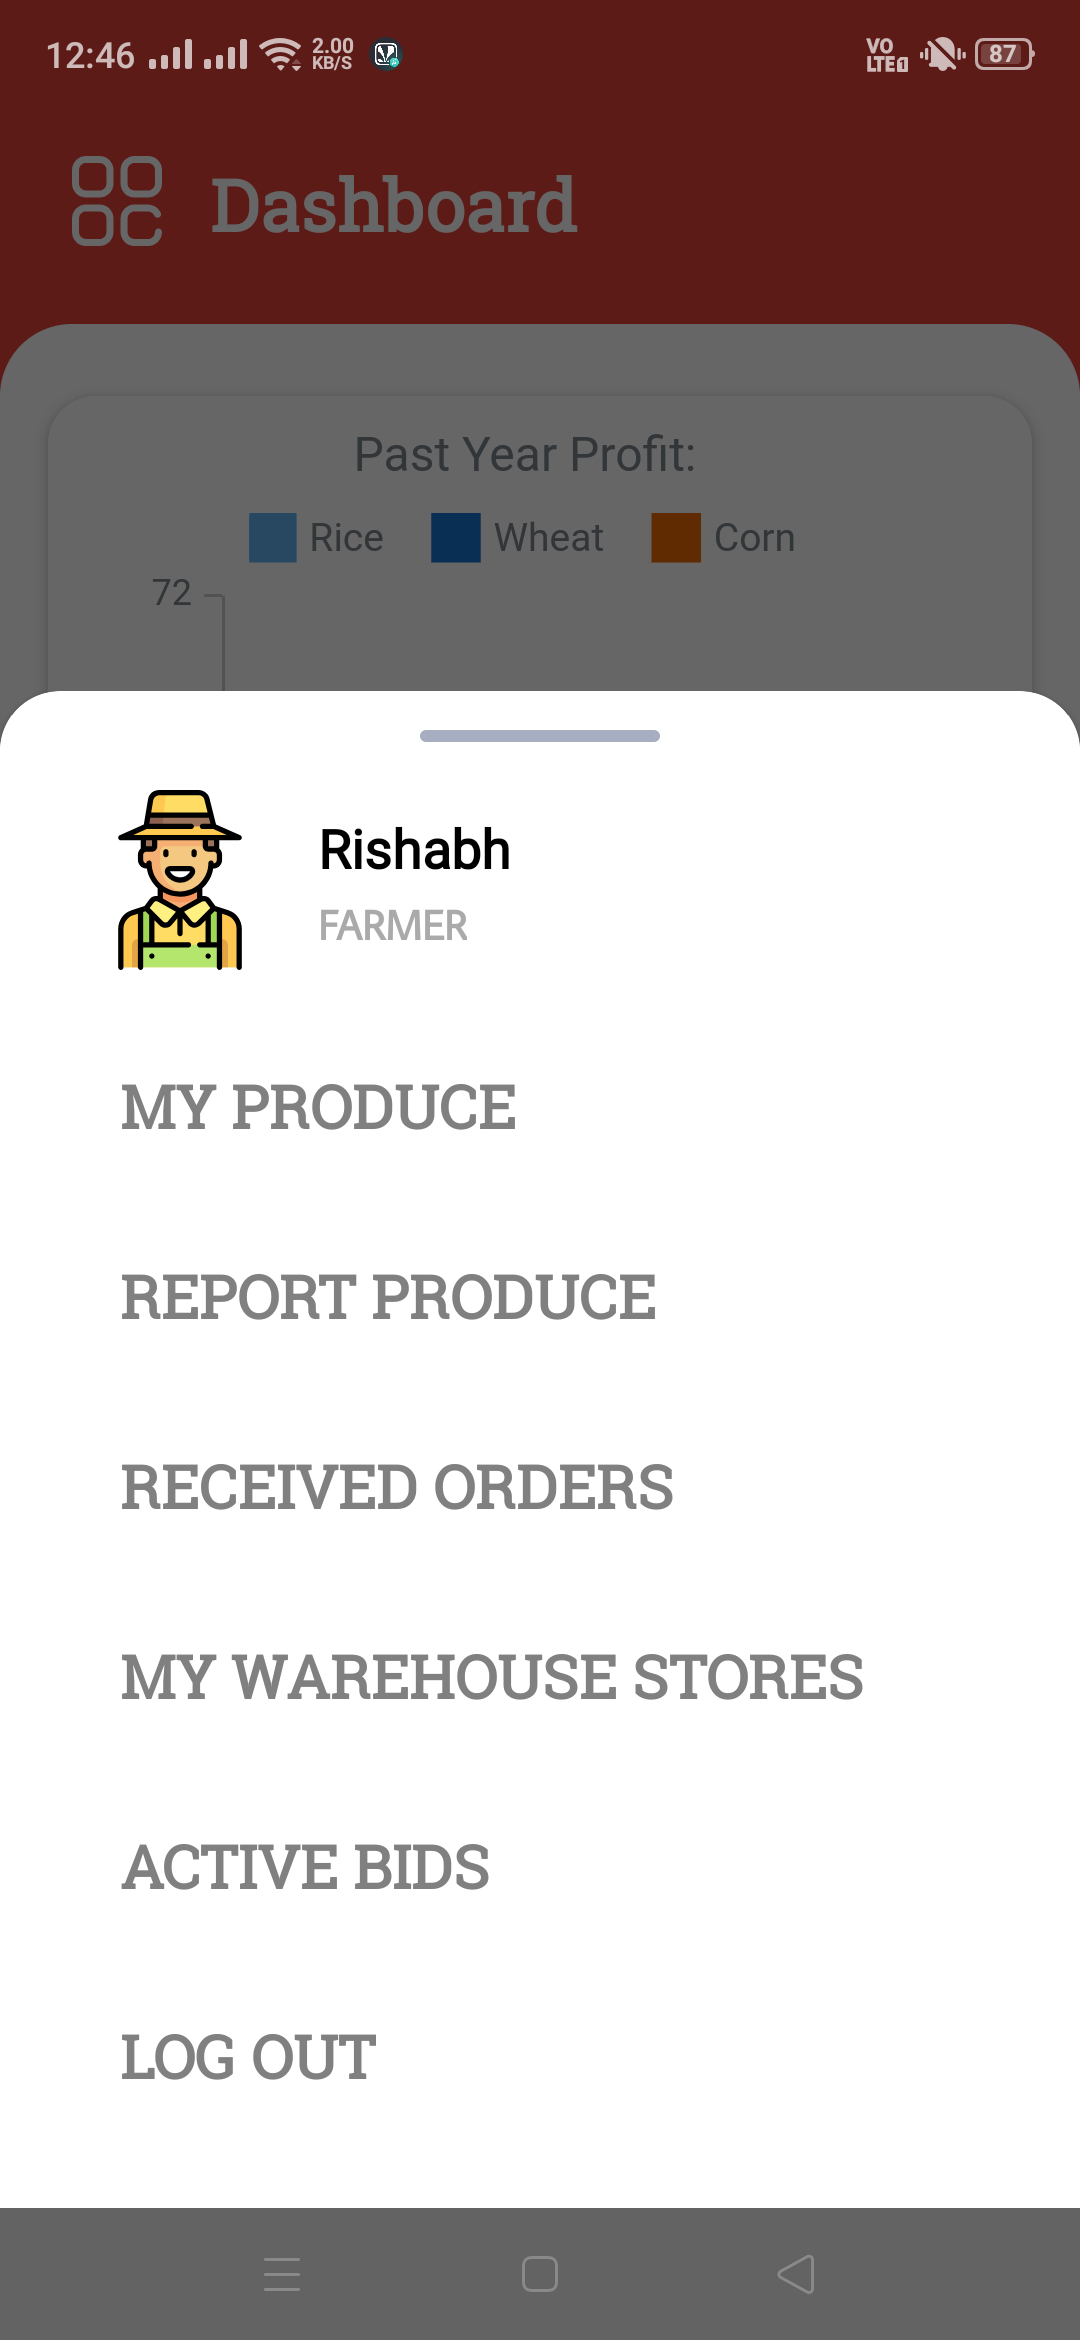 12:46 2.00 KB/S VO LTE 1 87
Dashboard
Past Year Profit:
Rice Wheat Corn
72
Rishabh
FARMER
MY PRODUCE
REPORT PRODUCE
RECEIVED ORDERS
MY WAREHOUSE STORES
ACTIVE BIDS
LOG OUT